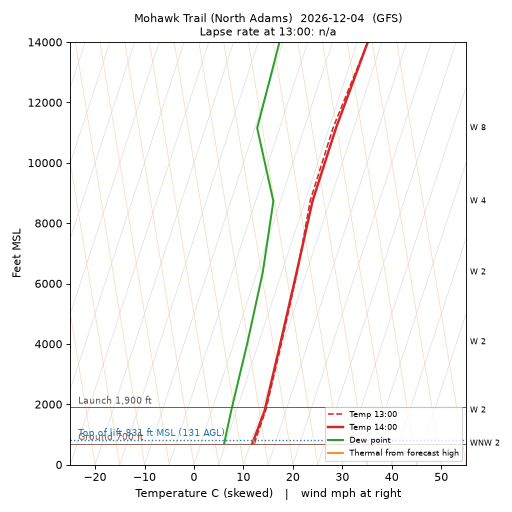 Mohawk Trail (North Adams)  2026-12-04  (GFS)
Lapse rate at 13:00: n/a
14000
12000
10000
8000
6000
4000
2000
0
Feet MSL
W 8
W 4
W 2
W 2
W 2
WNW 2
Launch 1,900 ft
Top of lift 831 ft MSL (131 AGL)
Ground 700 ft
Temp 13:00
Temp 14:00
Dew point
Thermal from forecast high
−20
−10
0
10
20
30
40
50
Temperature C (skewed)   |   wind mph at right